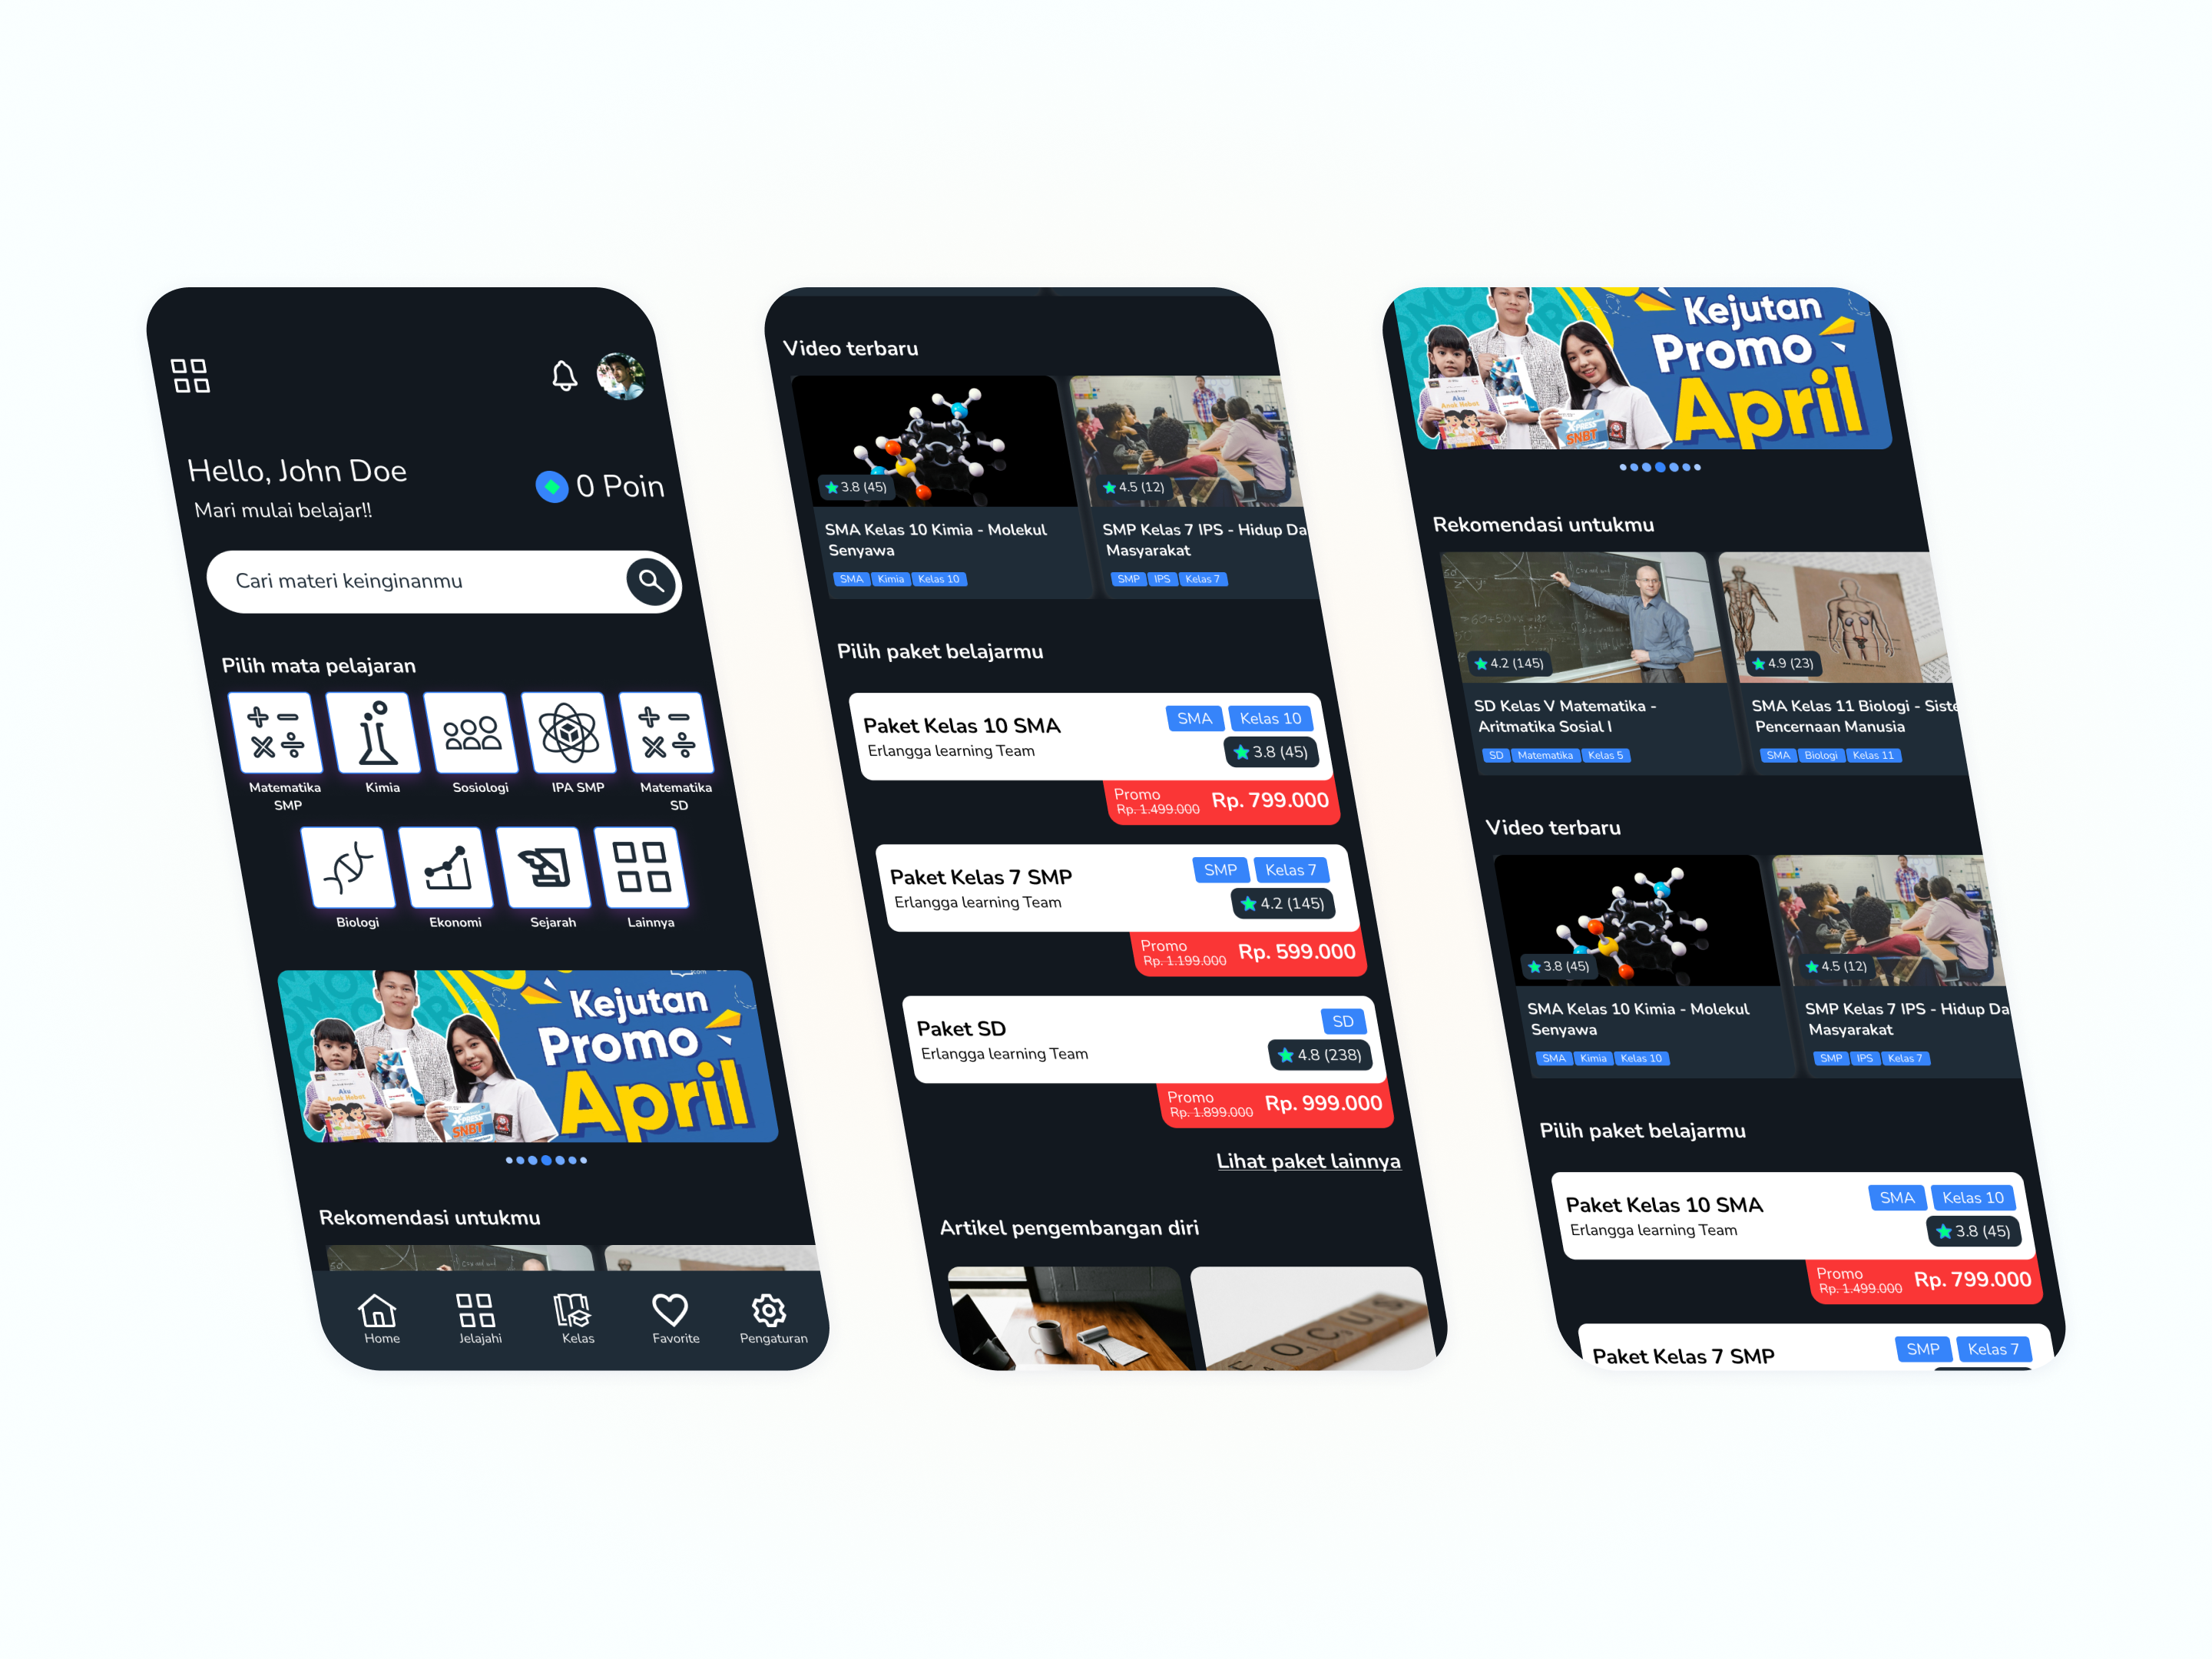 Hello, John Doe
Mari mulai belajar!!
0 Poin
Cari materi keinginanmu
Pilih mata pelajaran
Matematika
SMP
Kimia
Sosiologi
IPA SMP
Matematika
SD
Biologi
Ekonomi
Sejarah
Lainnya
Kejutan
Promo
April
Aku
Anak Hebat
XPRESS
SNBT
Rekomendasi untukmu
Home
Jelajahi
Kelas
Favorite
Pengaturan
Video terbaru
3.8 (45)
SMA Kelas 10 Kimia - Molekul
Senyawa
SMA Kimia Kelas 10
4.5 (12)
SMP Kelas 7 IPS - Hidup Da
Masyarakat
SMP IPS Kelas 7
Pilih paket belajarmu
Paket Kelas 10 SMA
Erlangga learning Team
SMA Kelas 10
3.8 (45)
Promo
Rp. 1.499.000
Rp. 799.000
Paket Kelas 7 SMP
Erlangga learning Team
SMP Kelas 7
4.2 (145)
Promo
Rp. 1.199.000
Rp. 599.000
Paket SD
Erlangga learning Team
SD
4.8 (238)
Promo
Rp. 1.899.000
Rp. 999.000
Lihat paket lainnya
Artikel pengembangan diri
FOCUS
Kejutan
Promo
April
Aku
Anak Hebat
XPRESS
SNBT
Rekomendasi untukmu
4.2 (145)
SD Kelas V Matematika -
Aritmatika Sosial I
SD Matematika Kelas 5
4.9 (23)
SMA Kelas 11 Biologi - Siste
Pencernaan Manusia
SMA Biologi Kelas 11
Video terbaru
3.8 (45)
SMA Kelas 10 Kimia - Molekul
Senyawa
SMA Kimia Kelas 10
4.5 (12)
SMP Kelas 7 IPS - Hidup Da
Masyarakat
SMP IPS Kelas 7
Pilih paket belajarmu
Paket Kelas 10 SMA
Erlangga learning Team
SMA Kelas 10
3.8 (45)
Promo
Rp. 1.499.000
Rp. 799.000
Paket Kelas 7 SMP
SMP Kelas 7